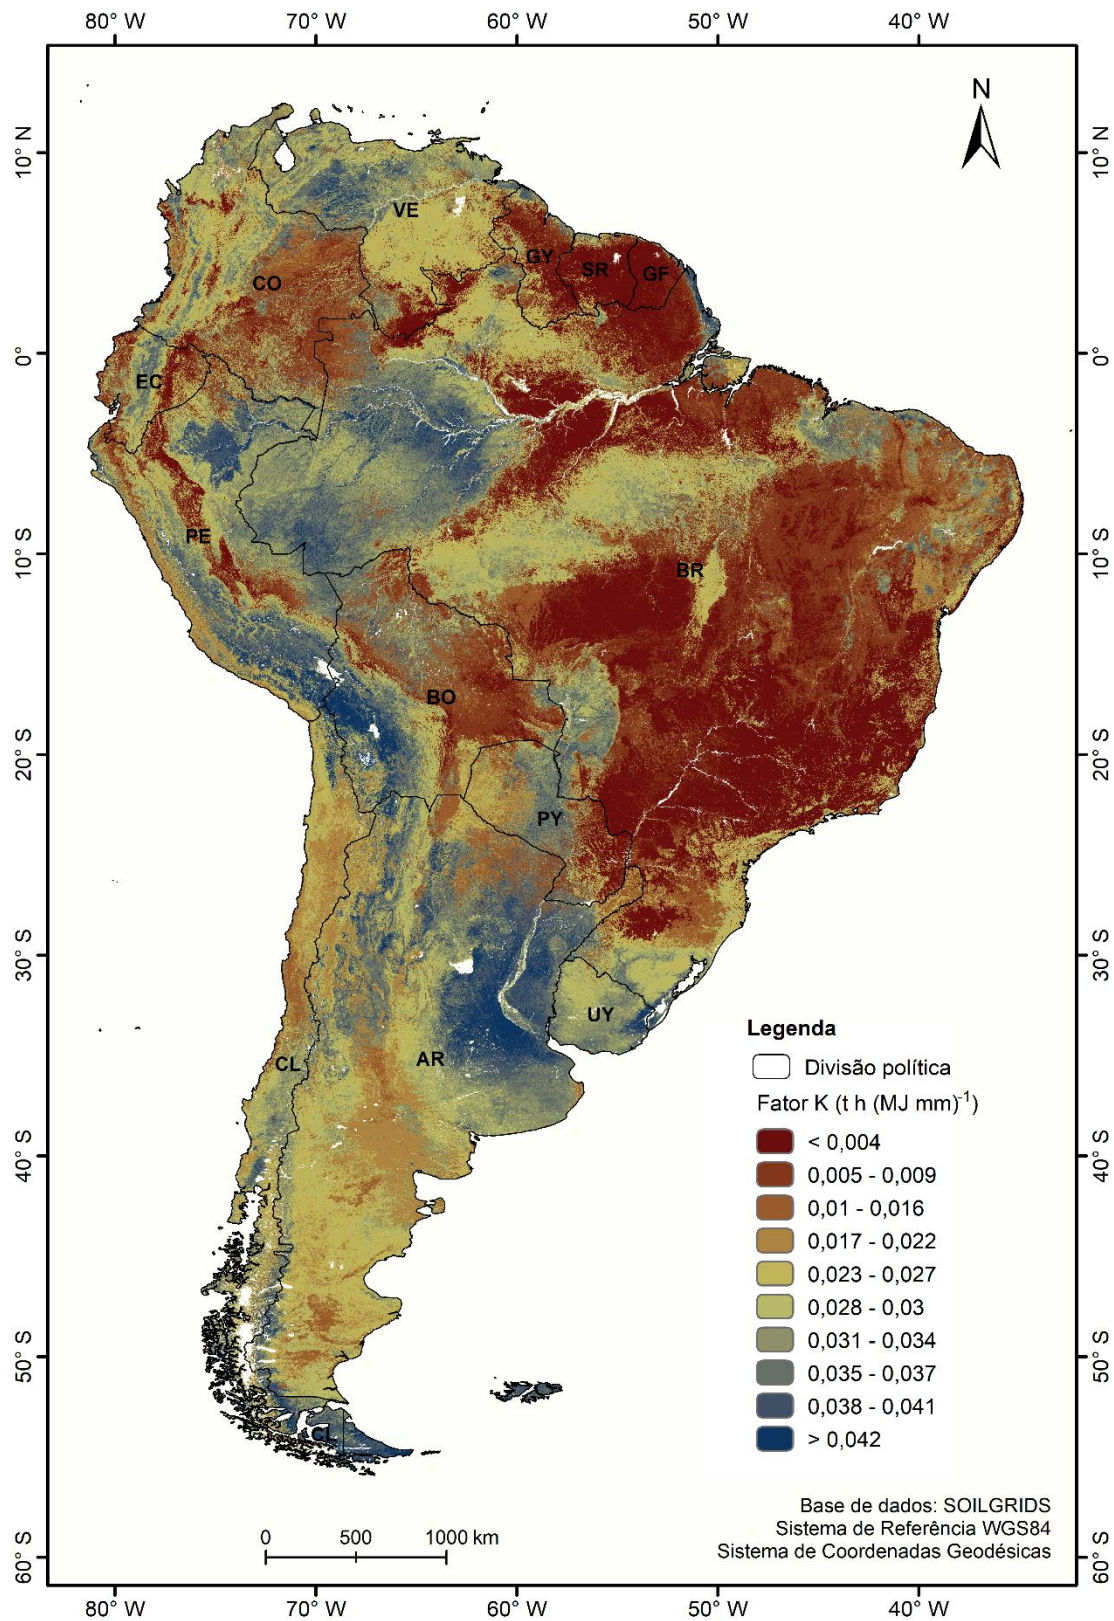 80° W 70° W 60° W 50° W 40° W
N
10° N 10° N
VE
GY
SR
GF
CO
0° 0°
EC
PE
10° S 10° S
BR
BO
20° S 20° S
PY
30° S 30° S
UY
CL
AR
Legenda
Divisão política
Fator K (t h (MJ mm)⁻¹)
< 0,004
40° S 40° S
0,005 - 0,009
0,01 - 0,016
0,017 - 0,022
0,023 - 0,027
0,028 - 0,03
0,031 - 0,034
50° S 50° S
0,035 - 0,037
0,038 - 0,041
CL
> 0,042
Base de dados: SOILGRIDS
Sistema de Referência WGS84
Sistema de Coordenadas Geodésicas
0 500 1000 km
60° S 60° S
80° W 70° W 60° W 50° W 40° W